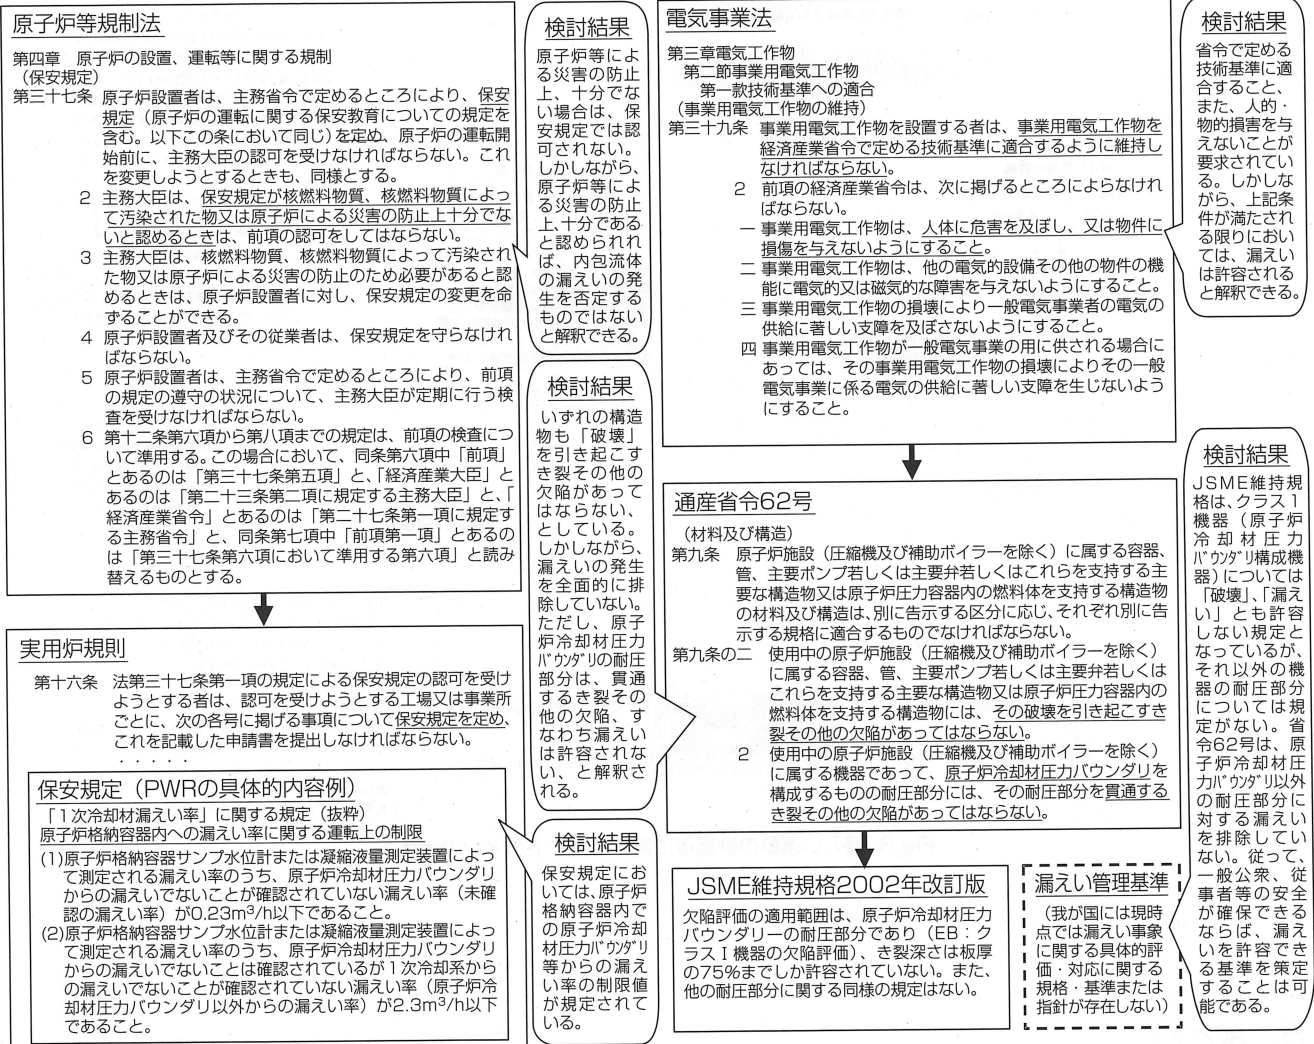 原子炉等規制法
第四章　原子炉の設置、運転等に関する規制
（保安規定）
第三十七条　原子炉設置者は、主務省令で定めるところにより、保安
規定（原子炉の運転に関する保安教育についての規定を
含む。以下この条において同じ）を定め、原子炉の運転開
始前に、主務大臣の認可を受けなければならない。これ
を変更しようとするときも、同様とする。
2　主務大臣は、保安規定が核燃料物質、核燃料物質によっ
て汚染された物又は原子炉による災害の防止上十分でな
いと認めるときは、前項の認可をしてはならない。
3　主務大臣は、核燃料物質、核燃料物質によって汚染され
た物又は原子炉による災害の防止のため必要があると認
めるときは、原子炉設置者に対し、保安規定の変更を命
ずることができる。
4　原子炉設置者及びその従業者は、保安規定を守らなけれ
ばならない。
5　原子炉設置者は、主務省令で定めるところにより、前項
の規定の遵守の状況について、主務大臣が定期に行う検
査を受けなければならない。
6　第十二条第六項から第八項までの規定は、前項の検査につ
いて準用する。この場合において、同条第六項中「前項」
とあるのは「第三十七条第五項」と、「経済産業大臣」と
あるのは「第二十三条第二項に規定する主務大臣」と、「
経済産業省令」とあるのは「第二十七条第一項に規定す
る主務省令」と、同条第七項中「前項第一項」とあるの
は「第三十七条第六項において準用する第六項」と読み
替えるものとする。
検討結果
原子炉等によ
る災害の防止
上、十分でな
い場合は、保
安規定では認
可されない。
しかしながら、
原子炉等によ
る災害の防止
上、十分である
と認められれ
ば、内包流体
の漏えいの発
生を否定する
ものではない
と解釈できる。
実用炉規則
第十六条　法第三十七条第一項の規定による保安規定の認可を受け
ようとする者は、認可を受けようとする工場又は事業所
ごとに、次の各号に掲げる事項について保安規定を定め、
これを記載した申請書を提出しなければならない。
・・・・・
保安規定（PWRの具体的内容例）
「1次冷却材漏えい率」に関する規定（抜粋）
原子炉格納容器内への漏えい率に関する運転上の制限
(1)原子炉格納容器サンプ水位計または凝縮液量測定装置によっ
て測定される漏えい率のうち、原子炉冷却材圧力バウンダリ
からの漏えいでないことが確認されていない漏えい率（未確
認の漏えい率）が0.23m³/h以下であること。
(2)原子炉格納容器サンプ水位計または凝縮液量測定装置によっ
て測定される漏えい率のうち、原子炉冷却材圧力バウンダリ
からの漏えいでないことは確認されているが1次冷却系から
の漏えいでないことが確認されていない漏えい率（原子炉冷
却材圧力バウンダリ以外からの漏えい率）が2.3m³/h以下
であること。
検討結果
いずれの構造
物も「破壊」
を引き起こす
き裂その他の
欠陥があって
はならない、
としている。
しかしながら、
漏えいの発生
を全面的に排
除していない。
ただし、原子
炉冷却材圧力
バウンダリの耐圧
部分は、貫通
するき裂その
他の欠陥、す
なわち漏えい
は許容されな
い、と解釈さ
れる。
検討結果
保安規定にお
いては、原子炉
格納容器内で
の原子炉冷却
材圧力バウンダリ
等からの漏え
い率の制限値
が規定されて
いる。
電気事業法
第三章電気工作物
第二節事業用電気工作物
第一款技術基準への適合
（事業用電気工作物の維持）
第三十九条　事業用電気工作物を設置する者は、事業用電気工作物を
経済産業省令で定める技術基準に適合するように維持し
なければならない。
2　前項の経済産業省令は、次に掲げるところによらなけれ
ばならない。
一 事業用電気工作物は、人体に危害を及ぼし、又は物件に
損傷を与えないようにすること。
二 事業用電気工作物は、他の電気的設備その他の物件の機
能に電気的又は磁気的な障害を与えないようにすること。
三 事業用電気工作物の損壊により一般電気事業者の電気の
供給に著しい支障を及ぼさないようにすること。
四 事業用電気工作物が一般電気事業の用に供される場合に
あっては、その事業用電気工作物の損壊によりその一般
電気事業に係る電気の供給に著しい支障を生じないよう
にすること。
検討結果
省令で定める
技術基準に適
合すること、
また、人的・
物的損害を与
えないことが
要求されてい
る。しかしな
がら、上記条
件が満たされ
る限りにおい
ては、漏えい
は許容される
と解釈できる。
通産省令62号
（材料及び構造）
第九条　原子炉施設（圧縮機及び補助ボイラーを除く）に属する容器、
管、主要ポンプ若しくは主要弁若しくはこれらを支持する主
要な構造物又は原子炉圧力容器内の燃料体を支持する構造物
の材料及び構造は、別に告示する区分に応じ、それぞれ別に告
示する規格に適合するものでなければならない。
第九条の二　使用中の原子炉施設（圧縮機及び補助ボイラーを除く）
に属する容器、管、主要ポンプ若しくは主要弁若しくは
これらを支持する主要な構造物又は原子炉圧力容器内の
燃料体を支持する構造物には、その破壊を引き起こすき
裂その他の欠陥があってはならない。
2　使用中の原子炉施設（圧縮機及び補助ボイラーを除く）
に属する機器であって、原子炉冷却材圧力バウンダリを
構成するものの耐圧部分には、その耐圧部分を貫通する
き裂その他の欠陥があってはならない。
JSME維持規格2002年改訂版
欠陥評価の適用範囲は、原子炉冷却材圧力
バウンダリーの耐圧部分であり（EB：ク
ラスⅠ機器の欠陥評価）、き裂深さは板厚
の75%までしか許容されていない。また、
他の耐圧部分に関する同様の規定はない。
漏えい管理基準
（我が国には現時
点では漏えい事象
に関する具体的評
価・対応に関する
規格・基準または
指針が存在しない）
検討結果
JSME維持規
格は、クラス1
機器（原子炉
冷却材圧力
バウンダリ構成機
器）については
「破壊」、「漏え
い」とも許容
しない規定と
なっているが、
それ以外の機
器の耐圧部分
については規
定がない。省
令62号は、原
子炉冷却材圧
力バウンダリ以外
の耐圧部分に
対する漏えい
を排除してい
ない。従って、
一般公衆、従
事者等の安全
が確保できる
ならば、漏え
いを許容でき
る基準を策定
することは可
能である。